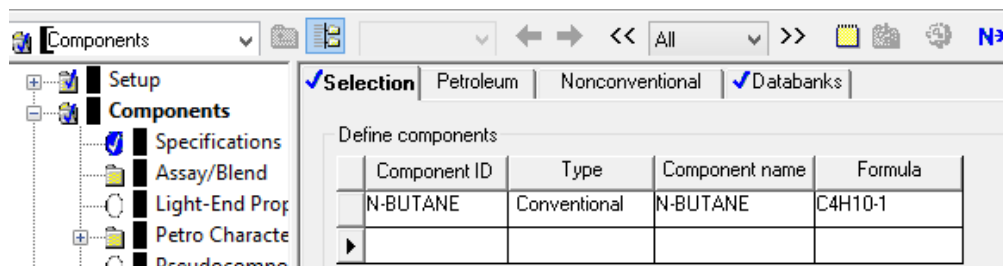 Components << All >> N>
Setup
Components
Specifications
Assay/Blend
Light-End Prop
Petro Characte
Pseudocompo
Selection Petroleum Nonconventional Databanks
Define components
Component ID Type Component name Formula
N-BUTANE Conventional N-BUTANE C4H10-1